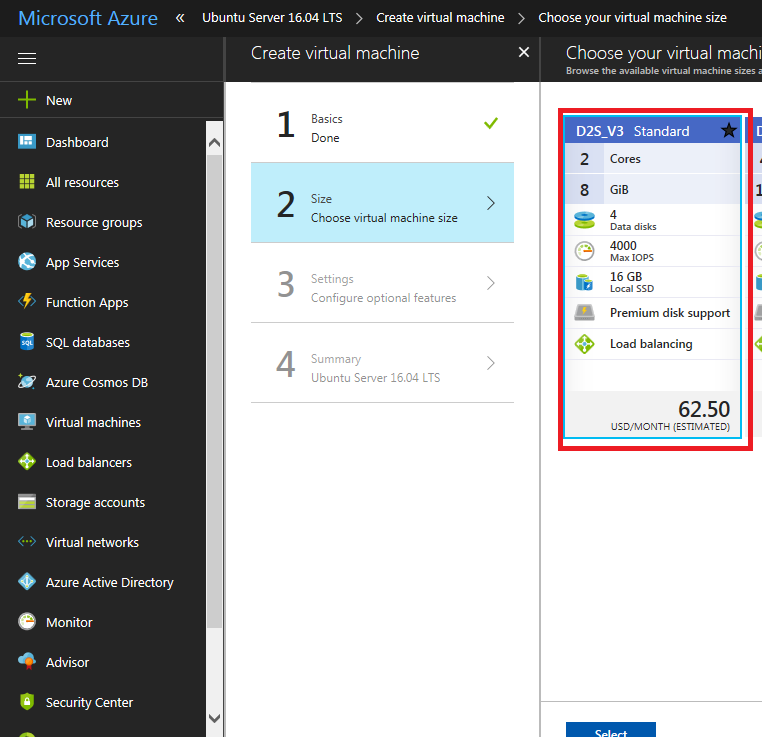 Microsoft Azure « Ubuntu Server 16.04 LTS > Create virtual machine > Choose your virtual machine size
New
Dashboard
All resources
Resource groups
App Services
Function Apps
SQL databases
Azure Cosmos DB
Virtual machines
Load balancers
Storage accounts
Virtual networks
Azure Active Directory
Monitor
Advisor
Security Center
Create virtual machine
1 Basics
Done
2 Size
Choose virtual machine size
3 Settings
Configure optional features
4 Summary
Ubuntu Server 16.04 LTS
Choose your virtual machi
Browse the available virtual machine sizes a
D2S_V3 Standard
2 Cores
8 GiB
4
Data disks
4000
Max IOPS
16 GB
Local SSD
Premium disk support
Load balancing
62.50
USD/MONTH (ESTIMATED)
Select